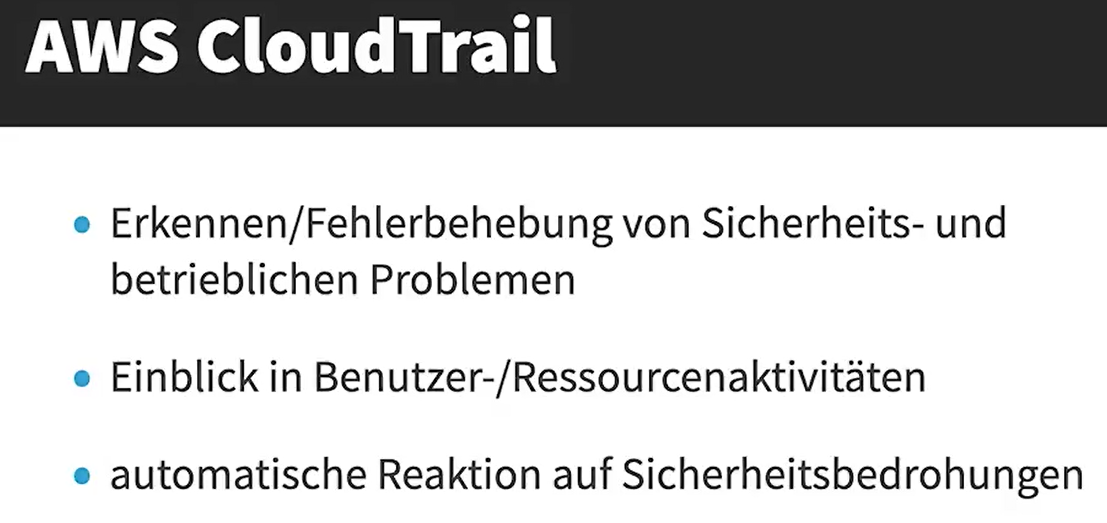 AWS CloudTrail
Erkennen/Fehlerbehebung von Sicherheits- und
betrieblichen Problemen
Einblick in Benutzer-/Ressourcenaktivitäten
automatische Reaktion auf Sicherheitsbedrohungen